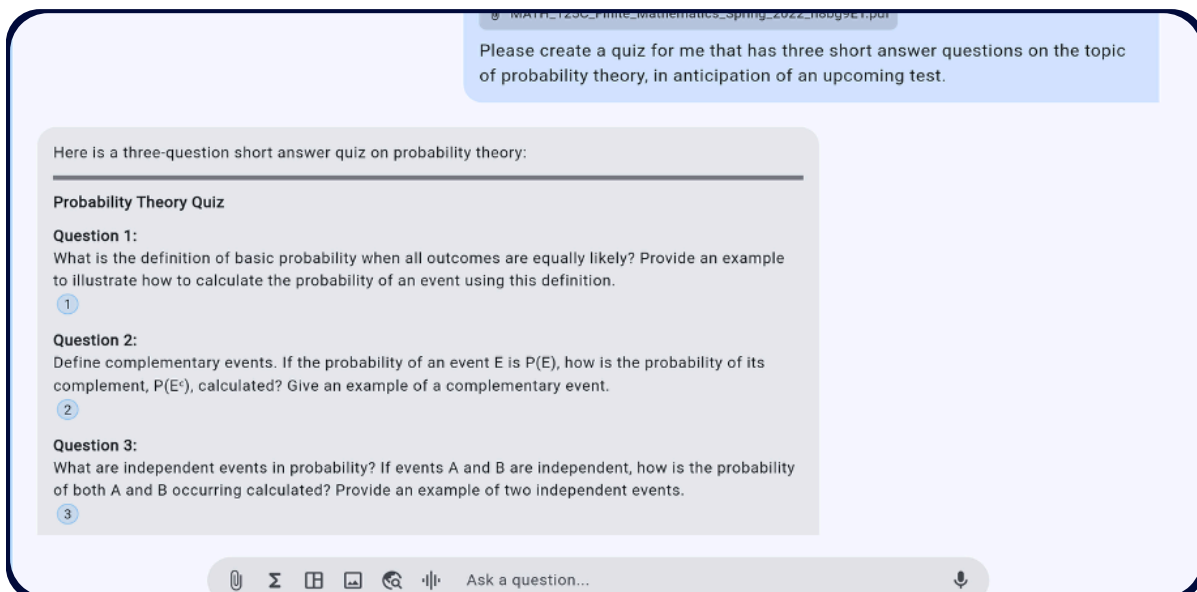 Please create a quiz for me that has three short answer questions on the topic
of probability theory, in anticipation of an upcoming test.
Here is a three-question short answer quiz on probability theory:
Probability Theory Quiz
Question 1:
What is the definition of basic probability when all outcomes are equally likely? Provide an example
to illustrate how to calculate the probability of an event using this definition.
1
Question 2:
Define complementary events. If the probability of an event E is P(E), how is the probability of its
complement, P(Eᶜ), calculated? Give an example of a complementary event.
2
Question 3:
What are independent events in probability? If events A and B are independent, how is the probability
of both A and B occurring calculated? Provide an example of two independent events.
3
Ask a question...